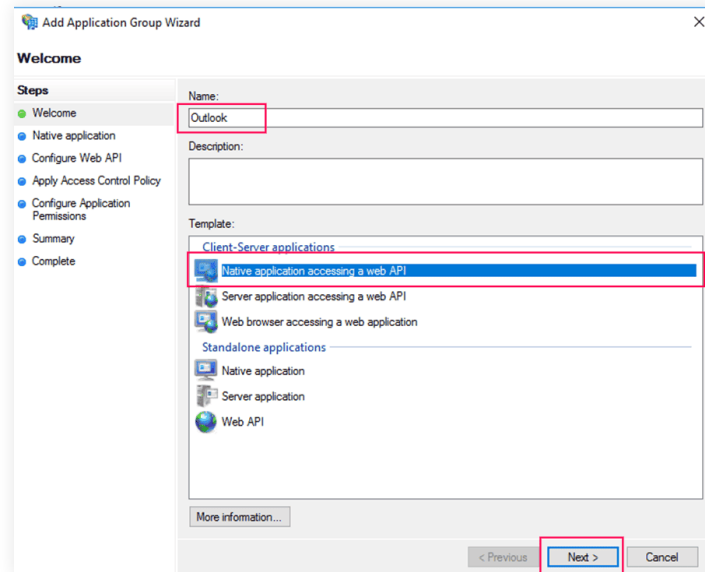 Add Application Group Wizard
Welcome
Steps
Welcome
Native application
Configure Web API
Apply Access Control Policy
Configure Application
Permissions
Summary
Complete
Name:
Outlook
Description:
Template:
Client-Server applications
Native application accessing a web API
Server application accessing a web API
Web browser accessing a web application
Standalone applications
Native application
Server application
Web API
More information...
< Previous
Next >
Cancel